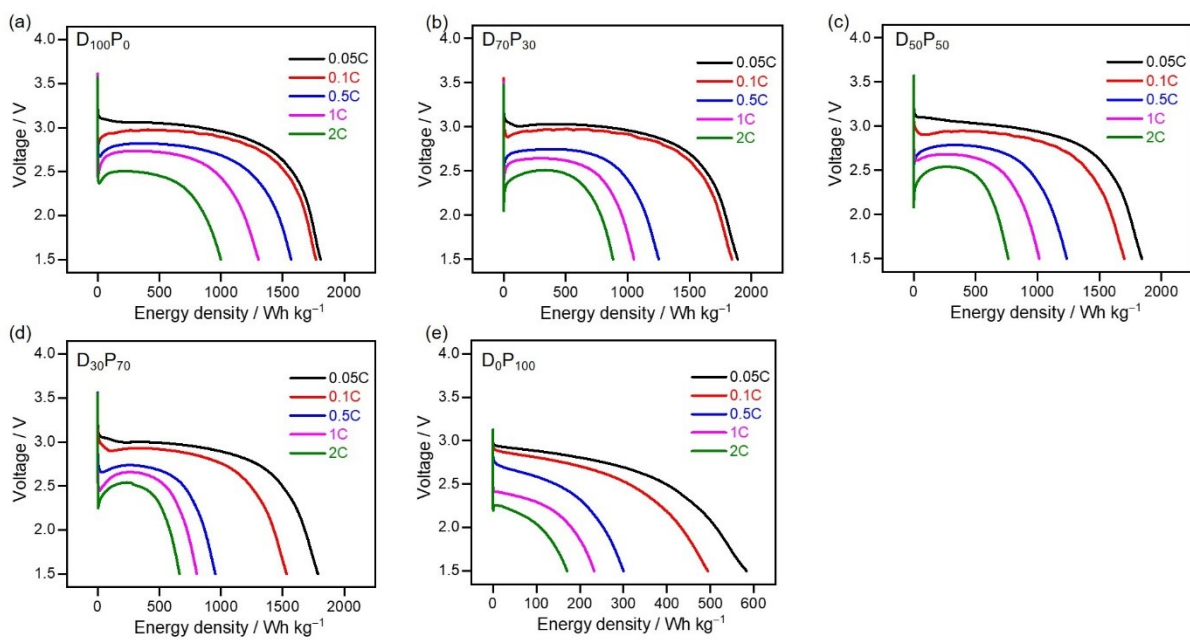 (a)
D₁₀₀P₀
0.05C
0.1C
0.5C
1C
2C
4.0
3.5
3.0
2.5
2.0
1.5
Voltage / V
0 500 1000 1500 2000
Energy density / Wh kg⁻¹
(b)
D₇₀P₃₀
0.05C
0.1C
0.5C
1C
2C
4.0
3.5
3.0
2.5
2.0
1.5
Voltage / V
0 500 1000 1500 2000
Energy density / Wh kg⁻¹
(c)
D₅₀P₅₀
0.05C
0.1C
0.5C
1C
2C
4.0
3.5
3.0
2.5
2.0
1.5
Voltage / V
0 500 1000 1500 2000
Energy density / Wh kg⁻¹
(d)
D₃₀P₇₀
0.05C
0.1C
0.5C
1C
2C
4.0
3.5
3.0
2.5
2.0
1.5
Voltage / V
0 500 1000 1500 2000
Energy density / Wh kg⁻¹
(e)
D₀P₁₀₀
0.05C
0.1C
0.5C
1C
2C
4.0
3.5
3.0
2.5
2.0
1.5
Voltage / V
0 100 200 300 400 500 600
Energy density / Wh kg⁻¹